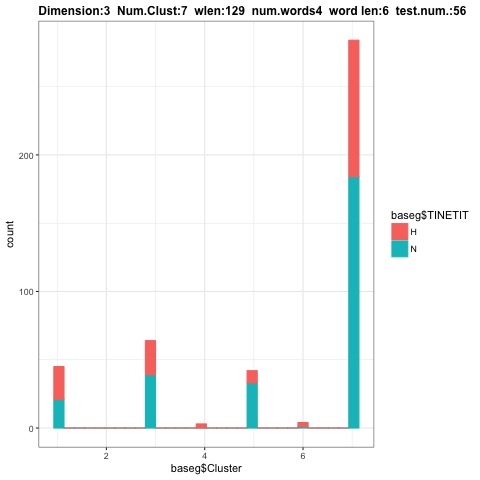 Dimension:3  Num.Clust:7  wlen:129  num.words4  word len:6  test.num.:56
count
200
100
0
2
4
6
baseg$Cluster
baseg$TINETIT
H
N